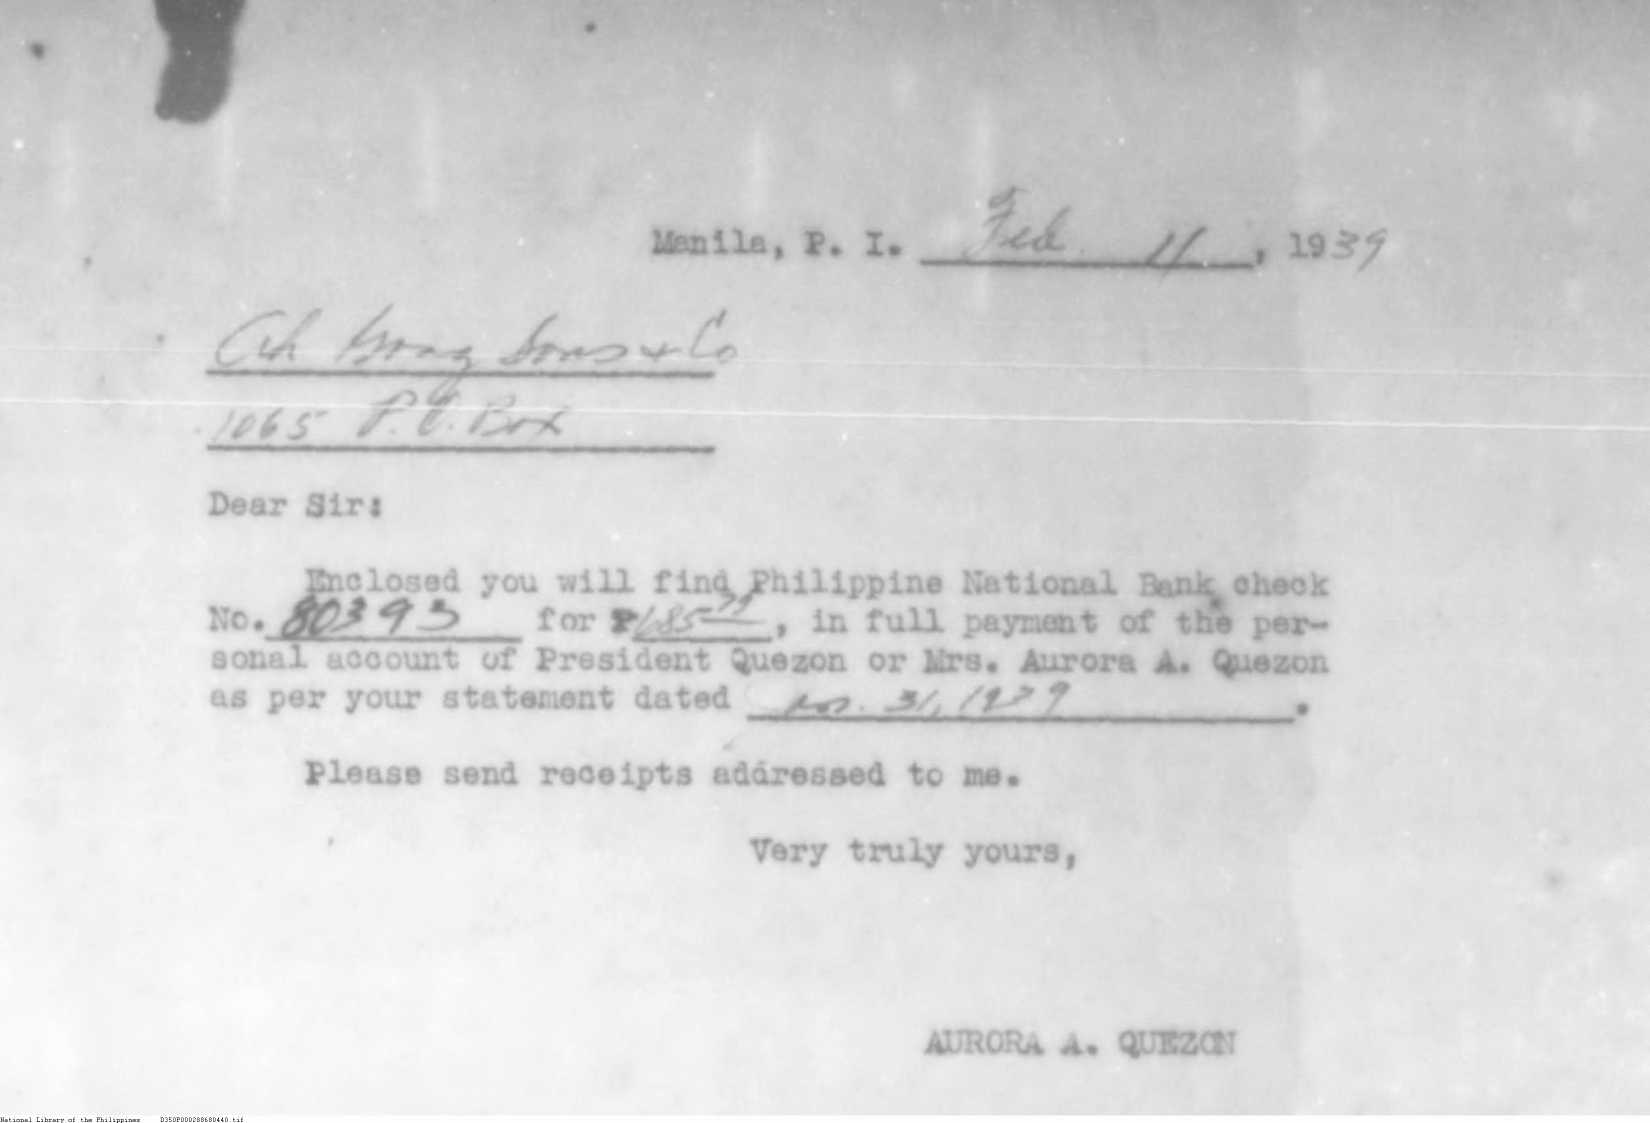 Manila, P. I. Feb. 11, 1939
Ah Gong Sons & Co
1065 P.O. Box
Dear Sir:
Enclosed you will find Philippine National Bank check
No. 80393 for ₱, in full payment of the per-
sonal account of President Quezon or Mrs. Aurora A. Quezon
as per your statement dated 31, 1939.
Please send receipts addressed to me.
Very truly yours,
AURORA A. QUEZON
National Library of the Philippines D350P000288680440.tif